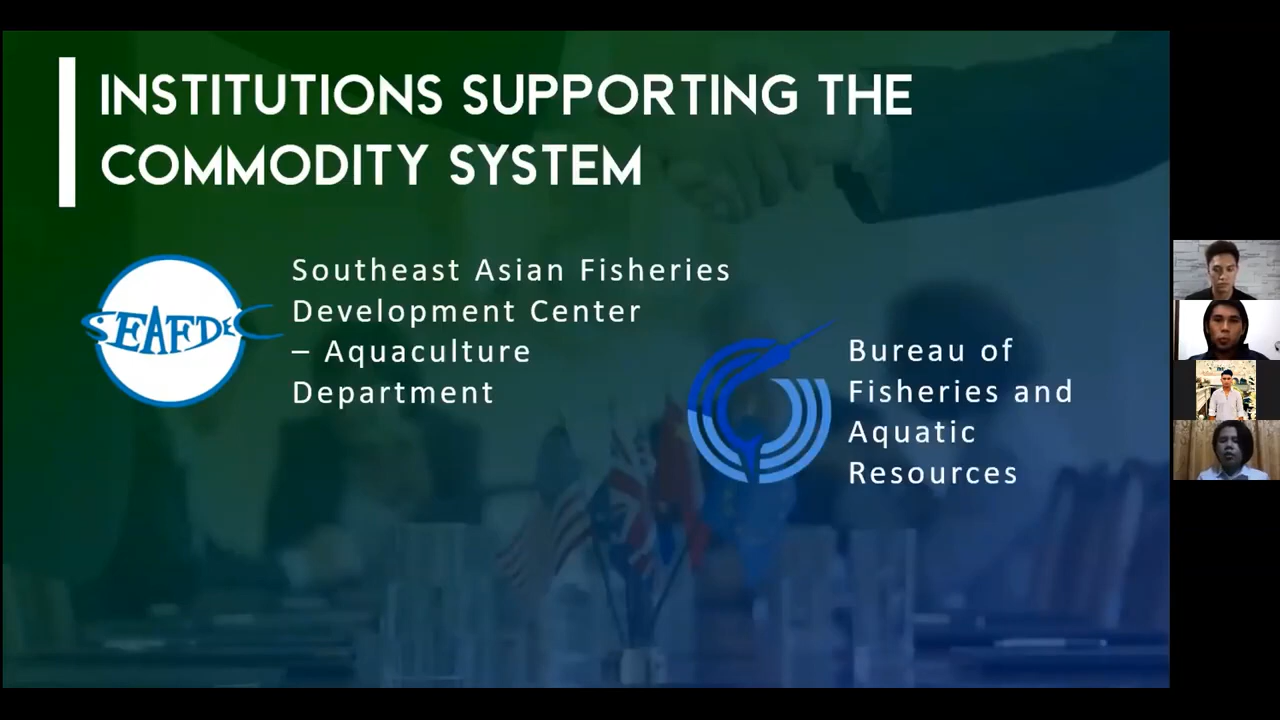 INSTITUTIONS SUPPORTING THE
COMMODITY SYSTEM
SEAFDEC
Southeast Asian Fisheries
Development Center
– Aquaculture
Department
Bureau of
Fisheries and
Aquatic
Resources